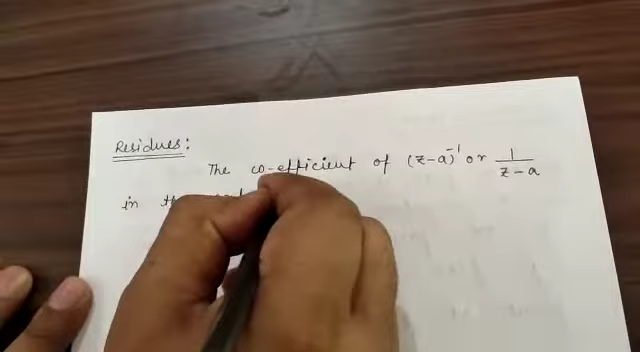 Residues:
The co-efficient of (z-a)⁻¹ or 1/(z-a)
in